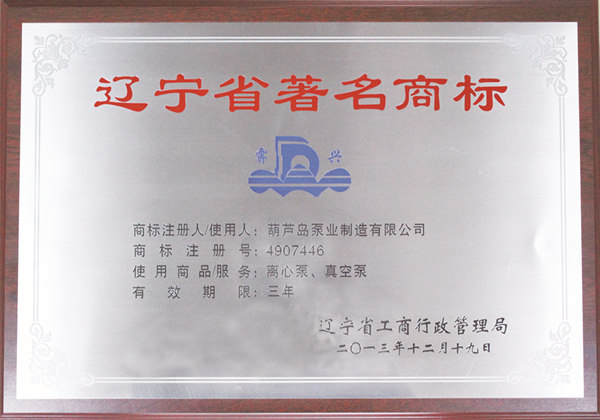 辽宁省著名商标
霁 兴
商标注册人/使用人：葫芦岛泵业制造有限公司
商标注册号：4907446
使用商品/服务：离心泵、真空泵
有效期限：三年
辽宁省工商行政管理局
二〇一三年十二月十九日